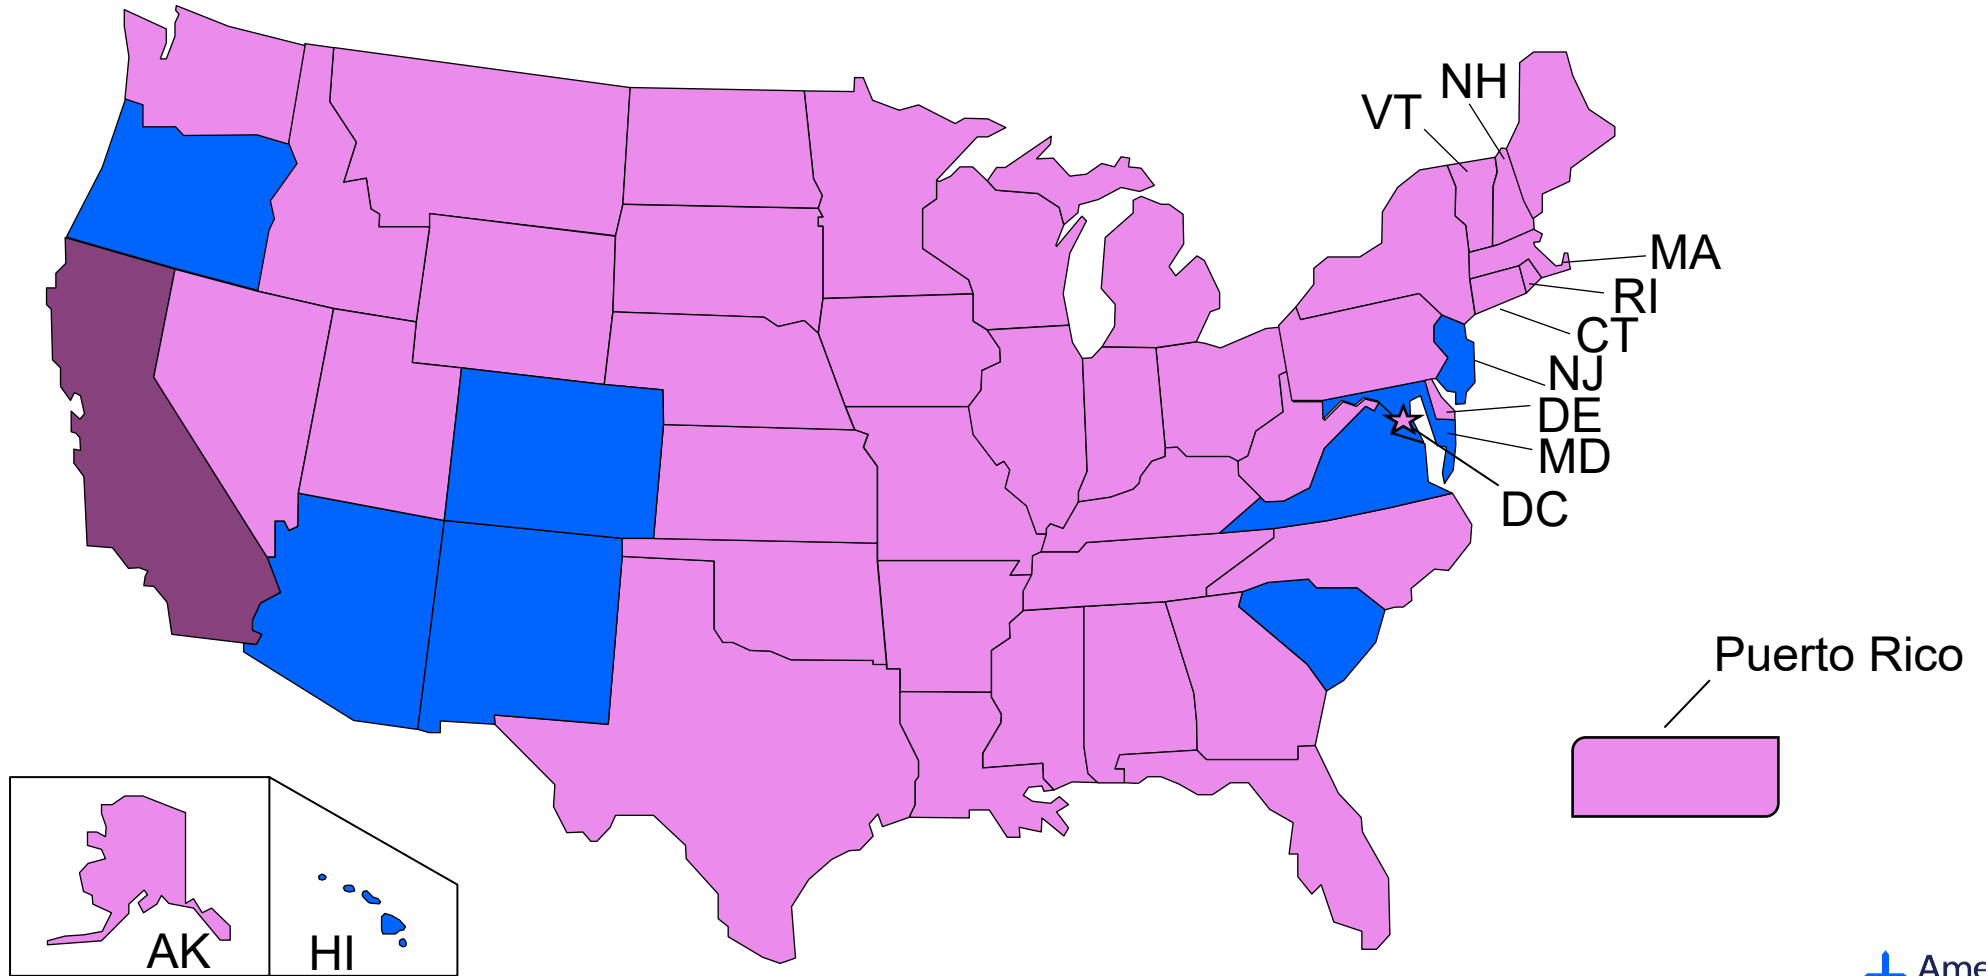 NH
VT
MA
RI
CT
NJ
DE
MD
DC
Puerto Rico
AK
HI